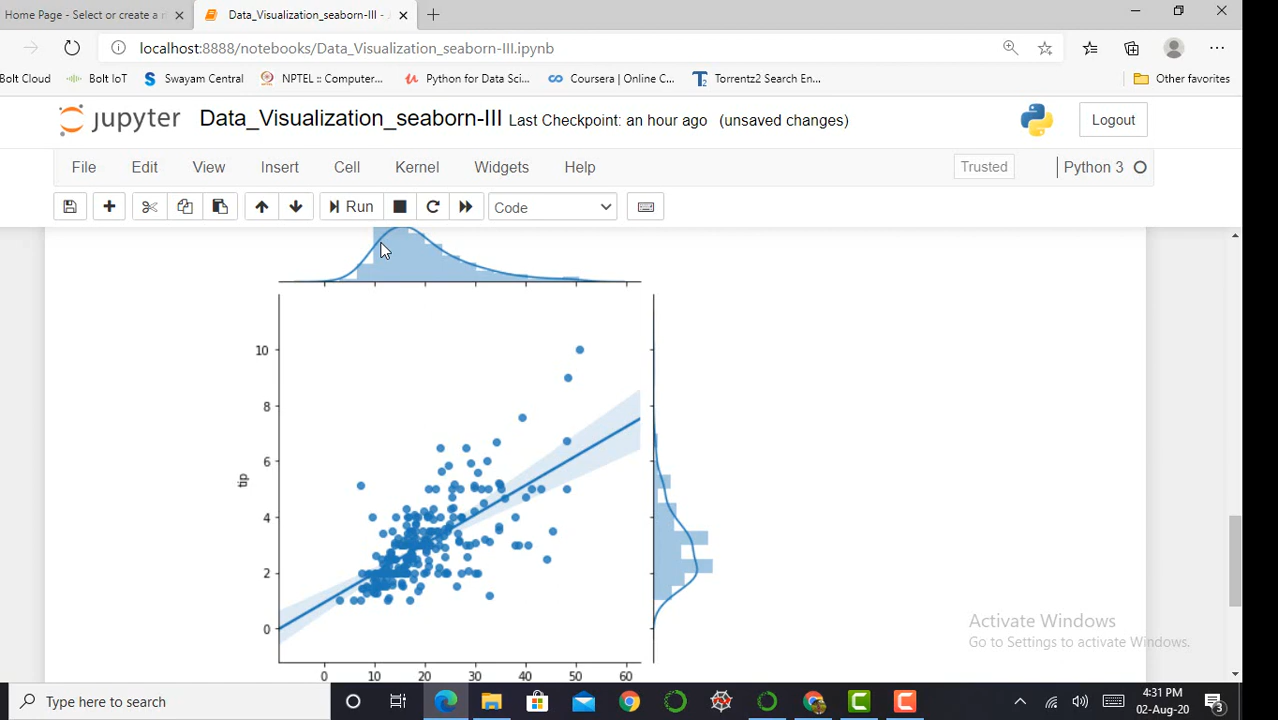 Home Page - Select or create a n
Data_Visualization_seaborn-III -
localhost:8888/notebooks/Data_Visualization_seaborn-III.ipynb
Bolt Cloud
Bolt IoT
Swayam Central
NPTEL :: Computer...
Python for Data Sci...
Coursera | Online C...
Torrentz2 Search En...
Other favorites
jupyter
Data_Visualization_seaborn-III Last Checkpoint: an hour ago (unsaved changes)
Logout
File Edit View Insert Cell Kernel Widgets Help
Trusted
Python 3
Run
Code
10
8
6
tip
4
2
0
0 10 20 30 40 50 60
Activate Windows
Go to Settings to activate Windows.
Type here to search
4:31 PM
02-Aug-20
3